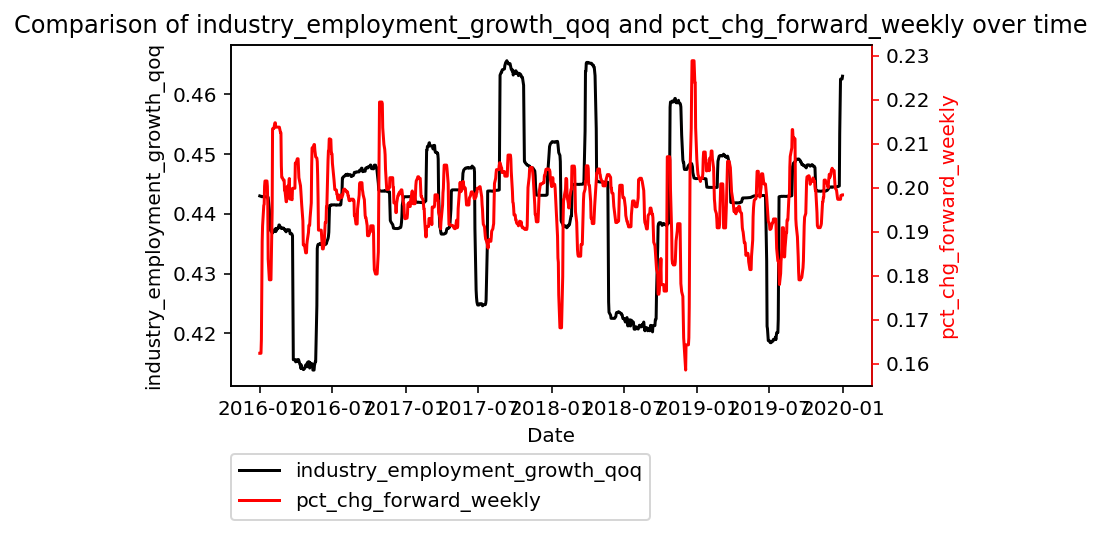 Comparison of industry_employment_growth_qoq and pct_chg_forward_weekly over time
industry_employment_growth_qoq
0.46
0.45
0.44
0.43
0.42
0.23
0.22
0.21
0.20
0.19
0.18
0.17
0.16
pct_chg_forward_weekly
2016-01 2016-07 2017-01 2017-07 2018-01 2018-07 2019-01 2019-07 2020-01
Date
industry_employment_growth_qoq
pct_chg_forward_weekly